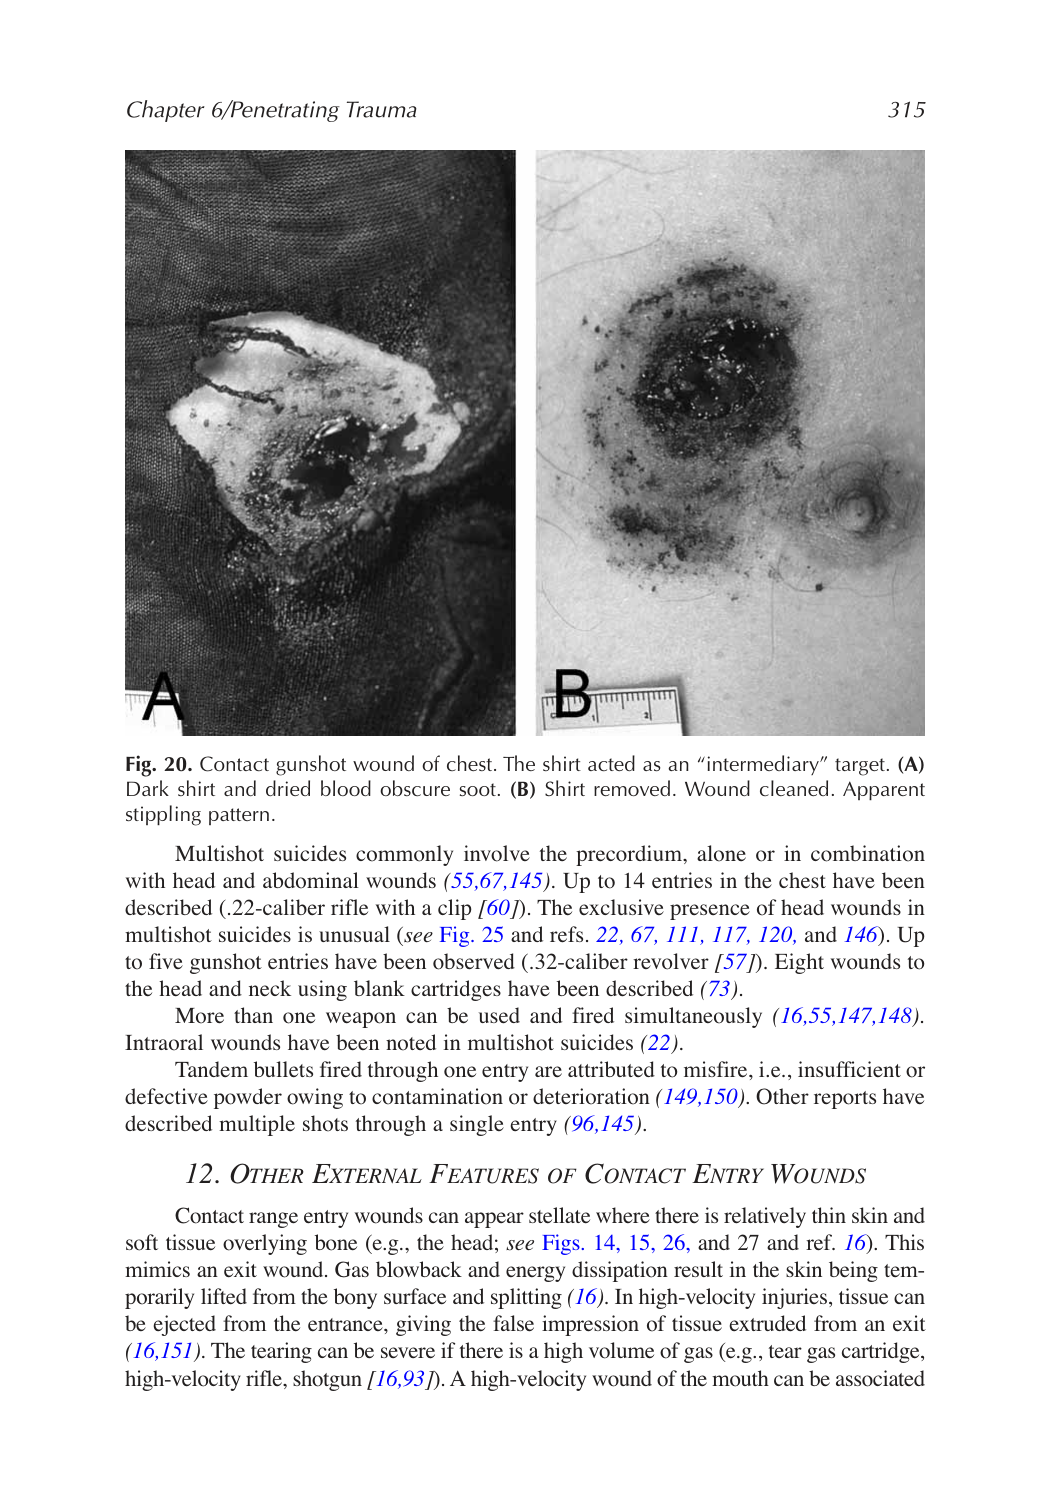 Chapter 6/Penetrating Trauma 315
A
B
0 1 2
Fig. 20. Contact gunshot wound of chest. The shirt acted as an “intermediary” target. (A)
Dark shirt and dried blood obscure soot. (B) Shirt removed. Wound cleaned. Apparent
stippling pattern.
Multishot suicides commonly involve the precordium, alone or in combination
with head and abdominal wounds (55,67,145). Up to 14 entries in the chest have been
described (.22-caliber rifle with a clip [60]). The exclusive presence of head wounds in
multishot suicides is unusual (see Fig. 25 and refs. 22, 67, 111, 117, 120, and 146). Up
to five gunshot entries have been observed (.32-caliber revolver [57]). Eight wounds to
the head and neck using blank cartridges have been described (73).
More than one weapon can be used and fired simultaneously (16,55,147,148).
Intraoral wounds have been noted in multishot suicides (22).
Tandem bullets fired through one entry are attributed to misfire, i.e., insufficient or
defective powder owing to contamination or deterioration (149,150). Other reports have
described multiple shots through a single entry (96,145).
12. OTHER EXTERNAL FEATURES OF CONTACT ENTRY WOUNDS
Contact range entry wounds can appear stellate where there is relatively thin skin and
soft tissue overlying bone (e.g., the head; see Figs. 14, 15, 26, and 27 and ref. 16). This
mimics an exit wound. Gas blowback and energy dissipation result in the skin being tem-
porarily lifted from the bony surface and splitting (16). In high-velocity injuries, tissue can
be ejected from the entrance, giving the false impression of tissue extruded from an exit
(16,151). The tearing can be severe if there is a high volume of gas (e.g., tear gas cartridge,
high-velocity rifle, shotgun [16,93]). A high-velocity wound of the mouth can be associated